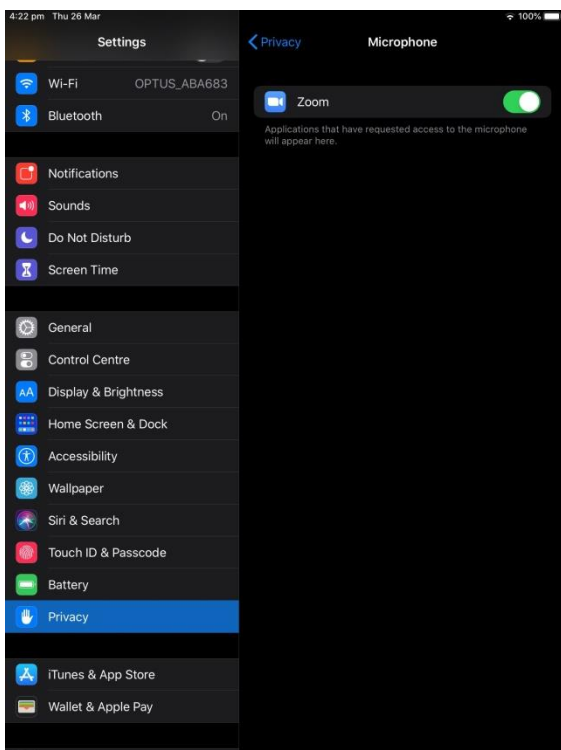 4:22 pm Thu 26 Mar
100%
Settings
Wi-Fi OPTUS_ABA683
Bluetooth On
Notifications
Sounds
Do Not Disturb
Screen Time
General
Control Centre
AA Display & Brightness
Home Screen & Dock
Accessibility
Wallpaper
Siri & Search
Touch ID & Passcode
Battery
Privacy
iTunes & App Store
Wallet & Apple Pay
Privacy Microphone
Zoom
Applications that have requested access to the microphone
will appear here.